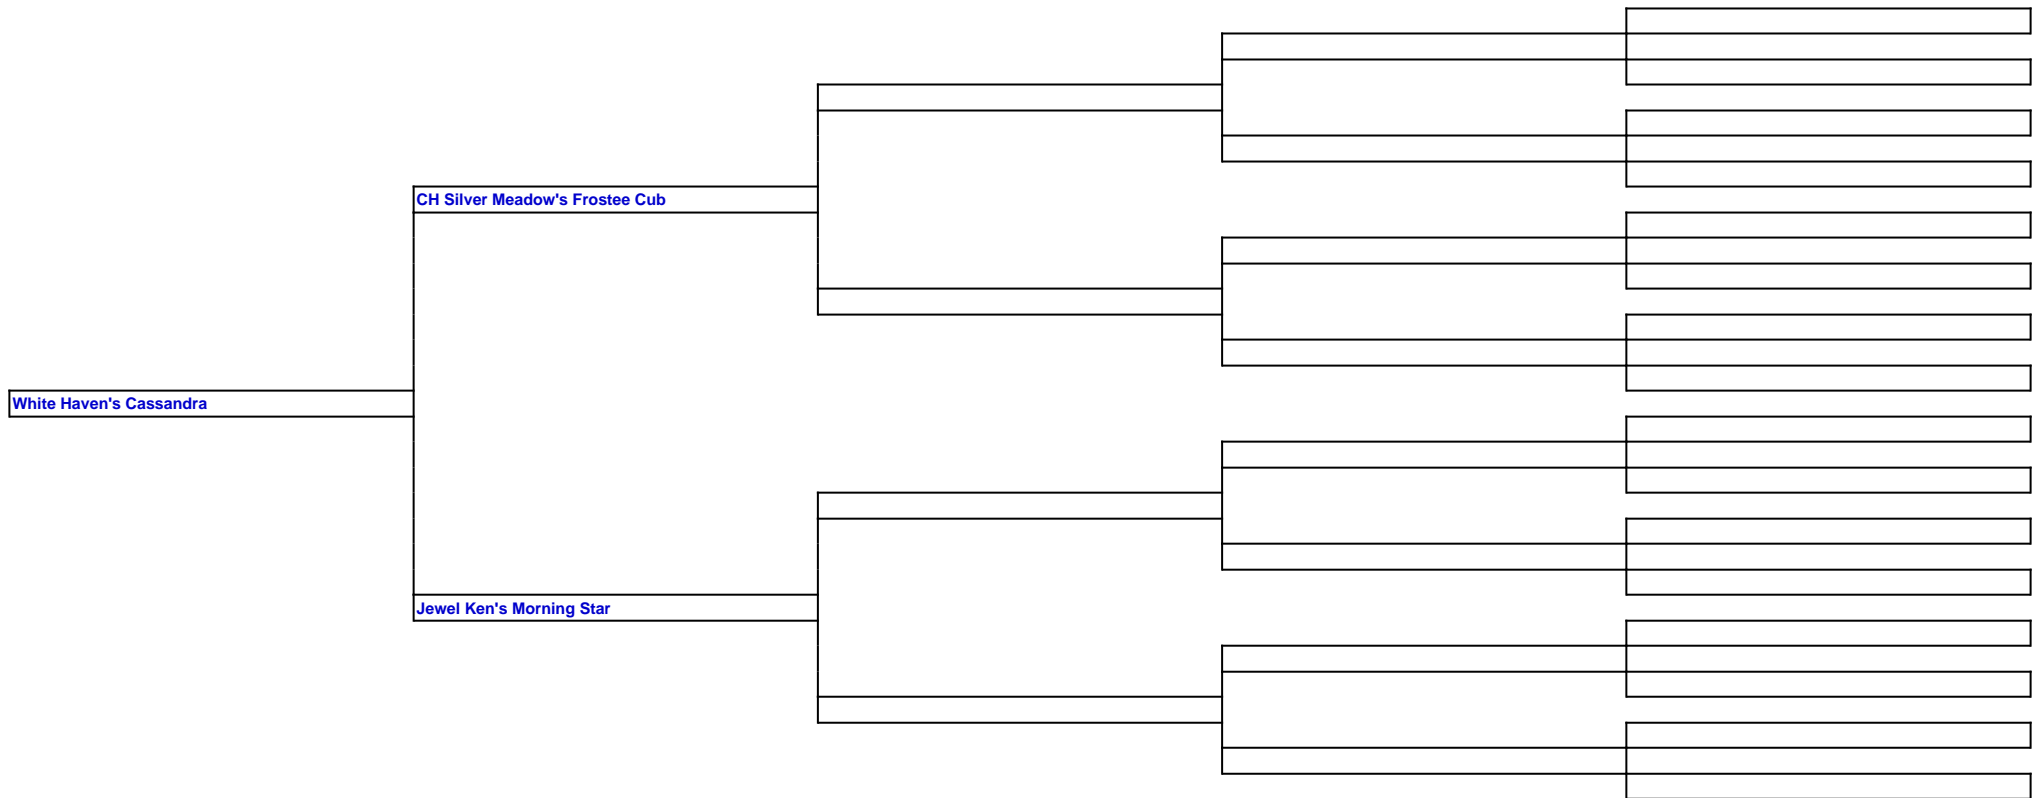 CH Silver Meadow's Frostee Cub
White Haven's Cassandra
Jewel Ken's Morning Star